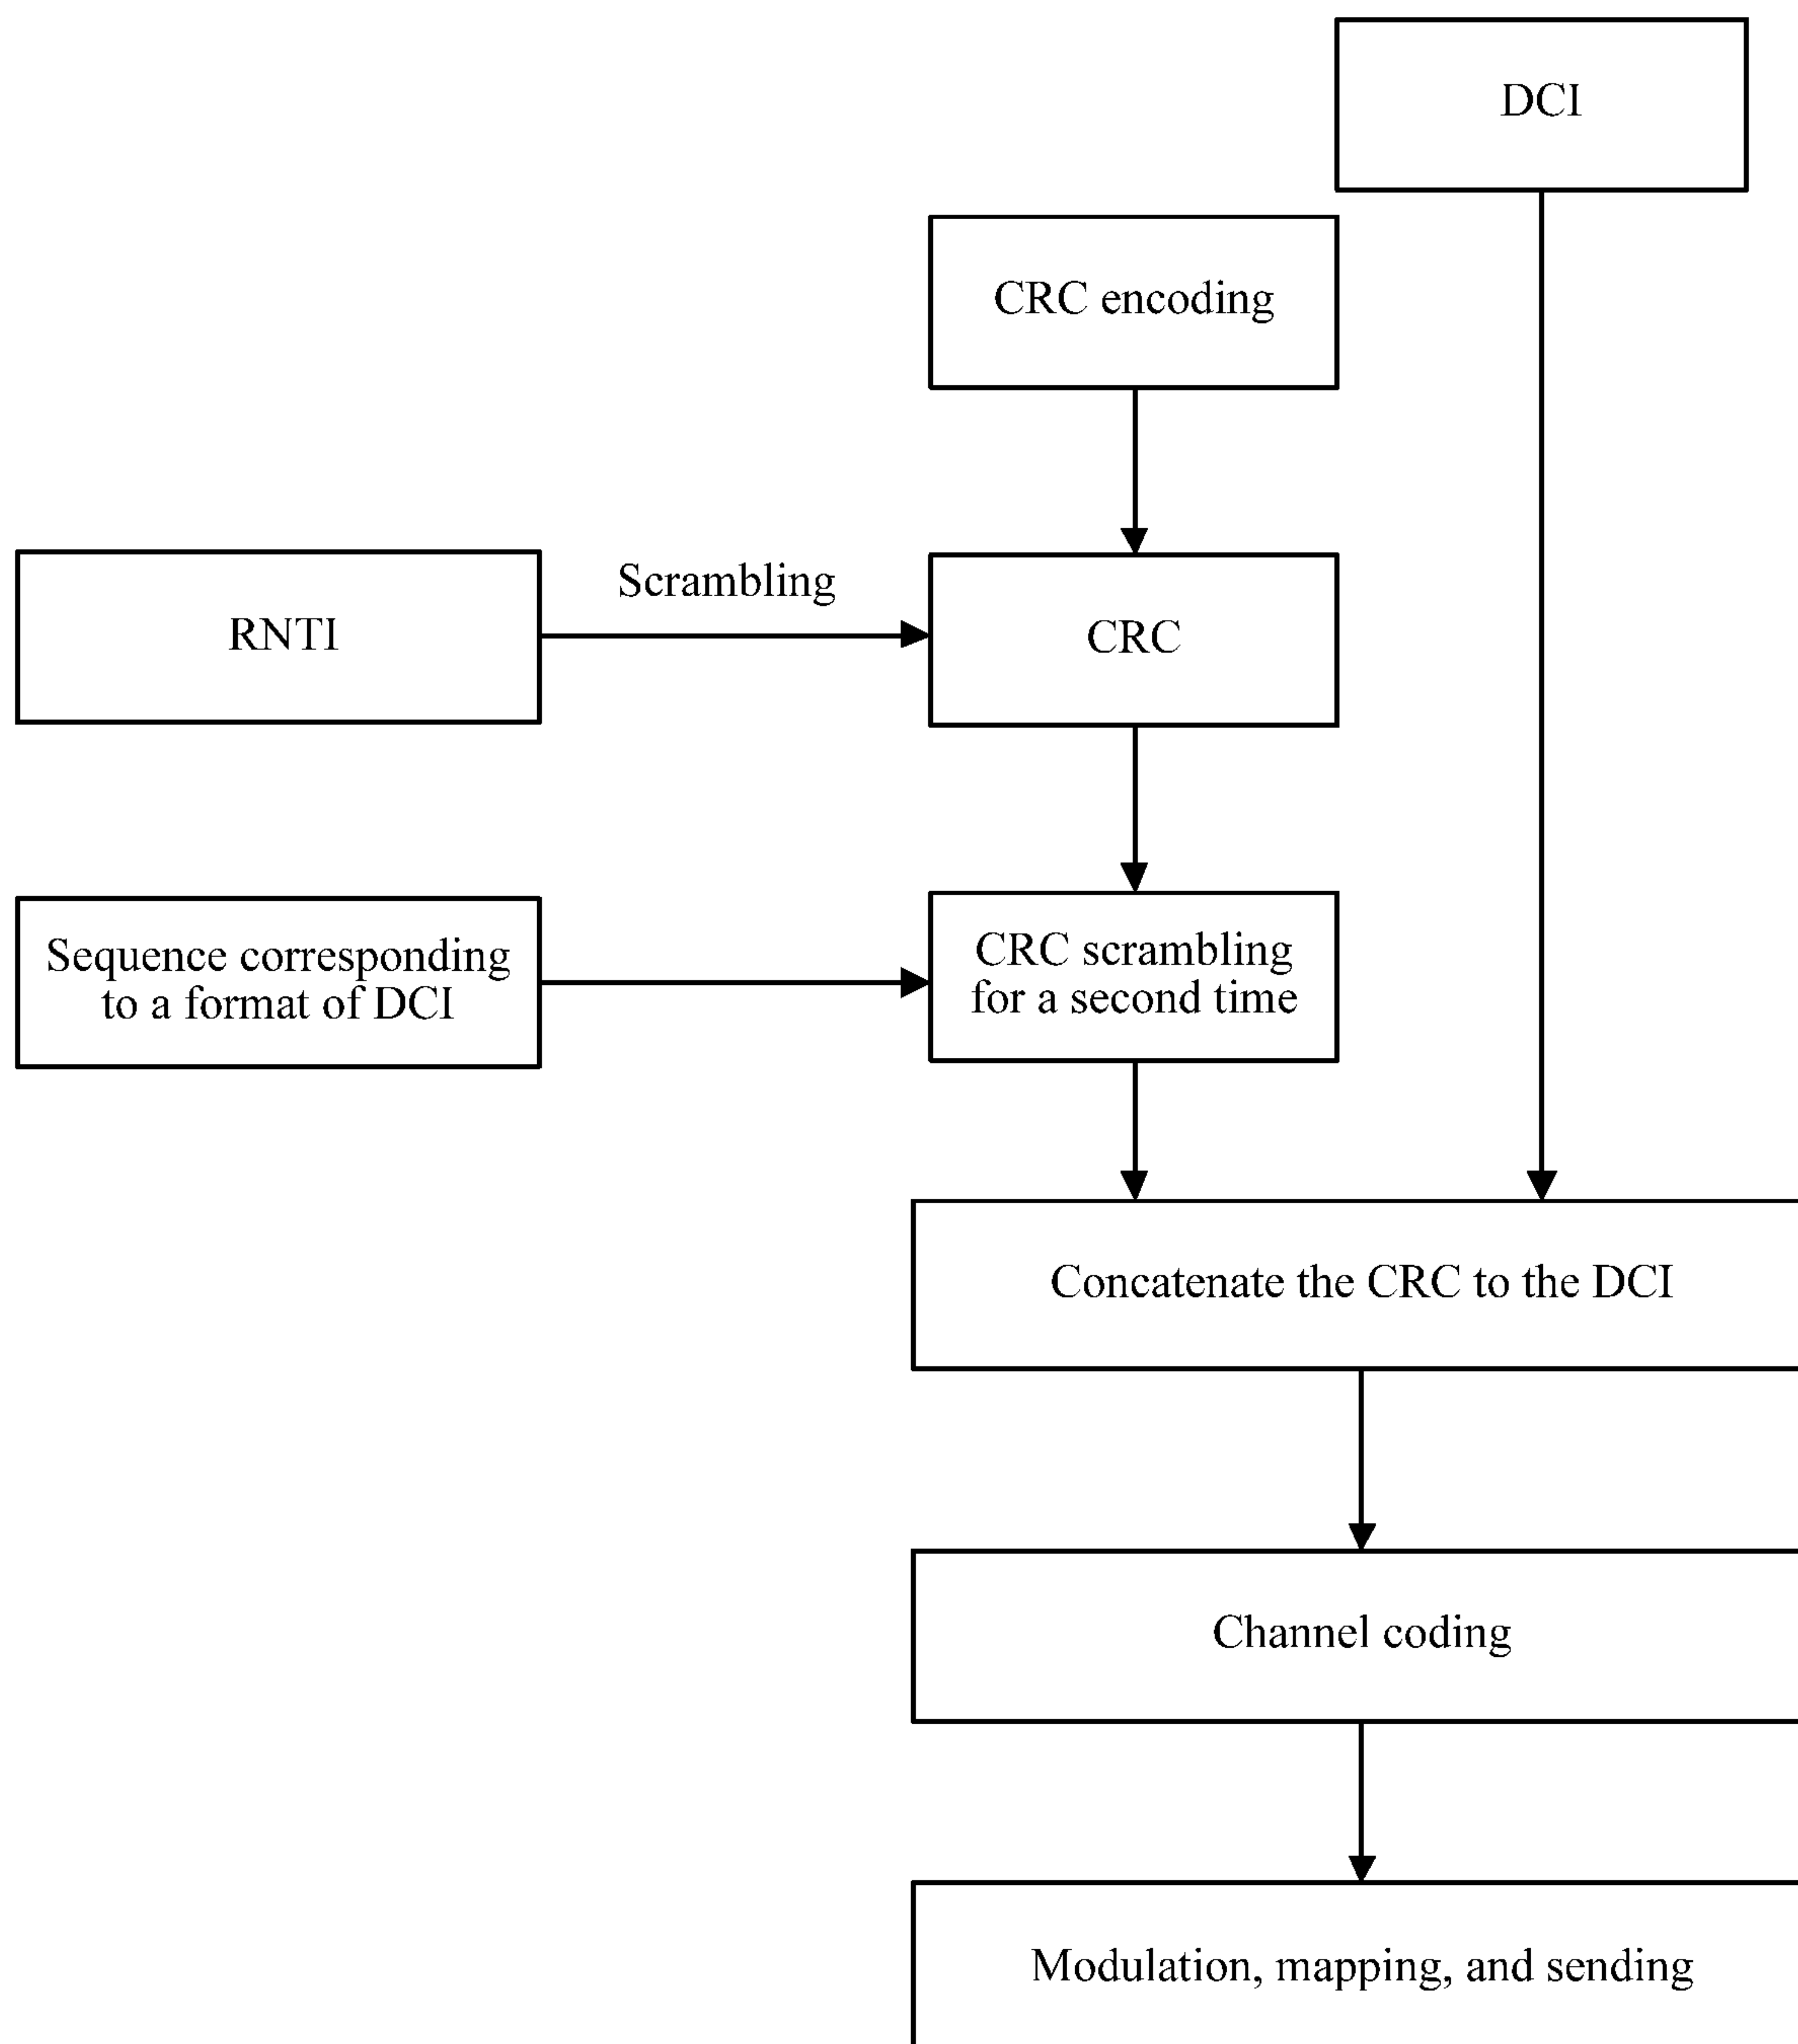 DCI
CRC encoding
Scrambling
RNTI
CRC
Sequence corresponding
to a format of DCI
CRC scrambling
for a second time
Concatenate the CRC to the DCI
Channel coding
Modulation, mapping, and sending